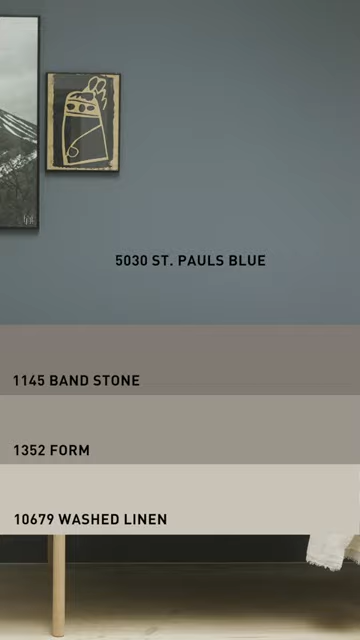 5030 ST. PAULS BLUE
1145 BAND STONE
1352 FORM
10679 WASHED LINEN